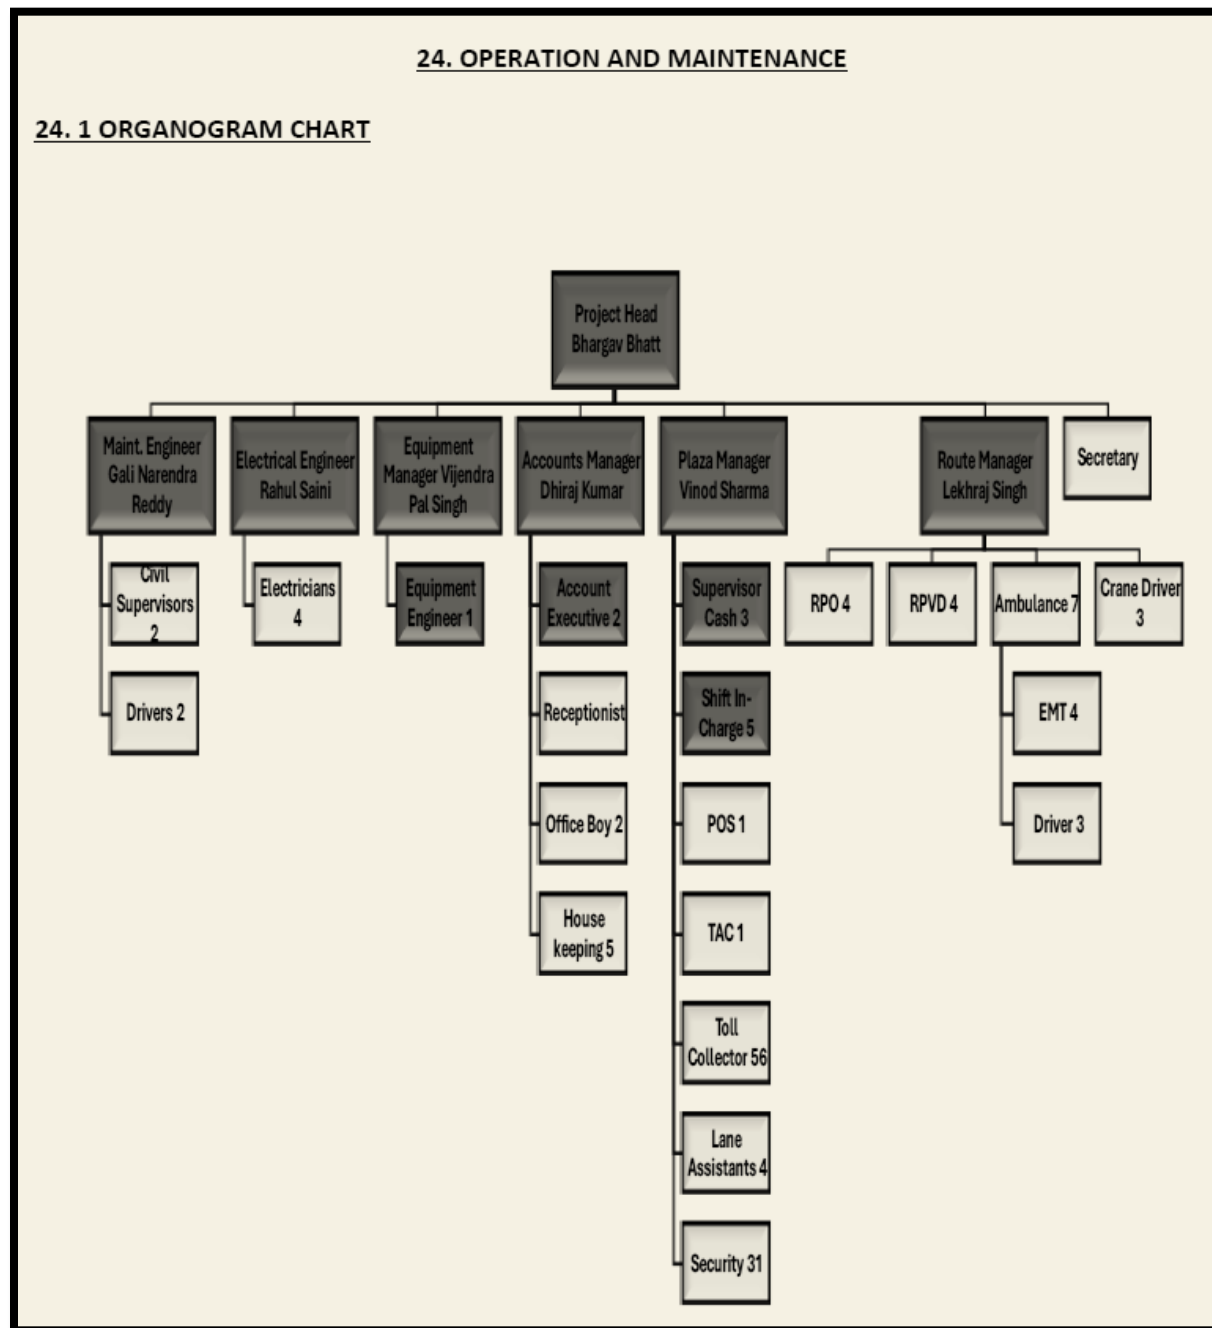 24. OPERATION AND MAINTENANCE
24. 1 ORGANOGRAM CHART
Project Head
Bhargav Bhatt
Maint. Engineer
Gali Narendra
Reddy
Electrical Engineer
Rahul Saini
Equipment
Manager Vijendra
Pal Singh
Accounts Manager
Dhiraj Kumar
Plaza Manager
Vinod Sharma
Route Manager
Lekhraj Singh
Secretary
Civil
Supervisors
2
Drivers 2
Electricians
4
Equipment
Engineer 1
Account
Executive 2
Receptionist
Office Boy 2
House
keeping 5
Supervisor
Cash 3
Shift In-
Charge 5
POS 1
TAC 1
Toll
Collector 56
Lane
Assistants 4
Security 31
RPO 4
RPVD 4
Ambulance 7
EMT 4
Driver 3
Crane Driver
3